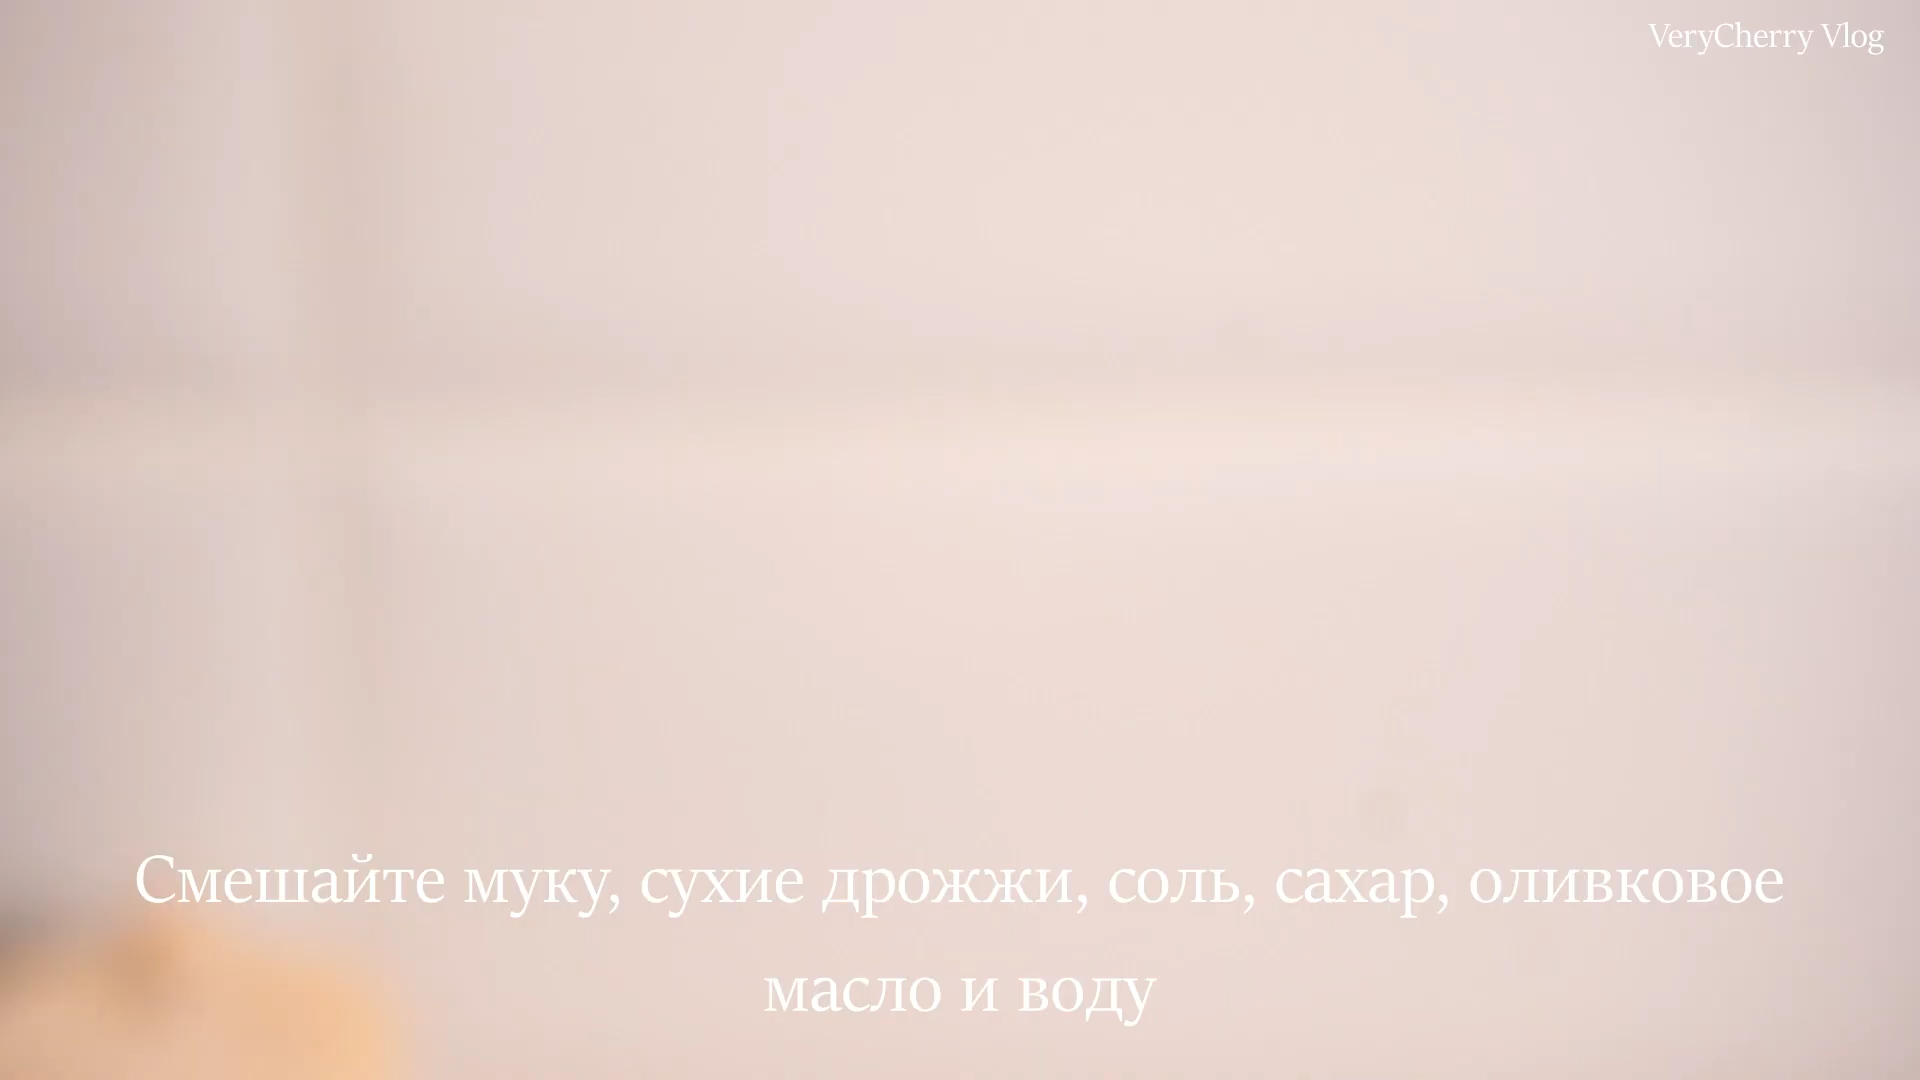 VeryCherry Vlog
Смешайте муку, сухие дрожжи, соль, сахар, оливковое
масло и воду